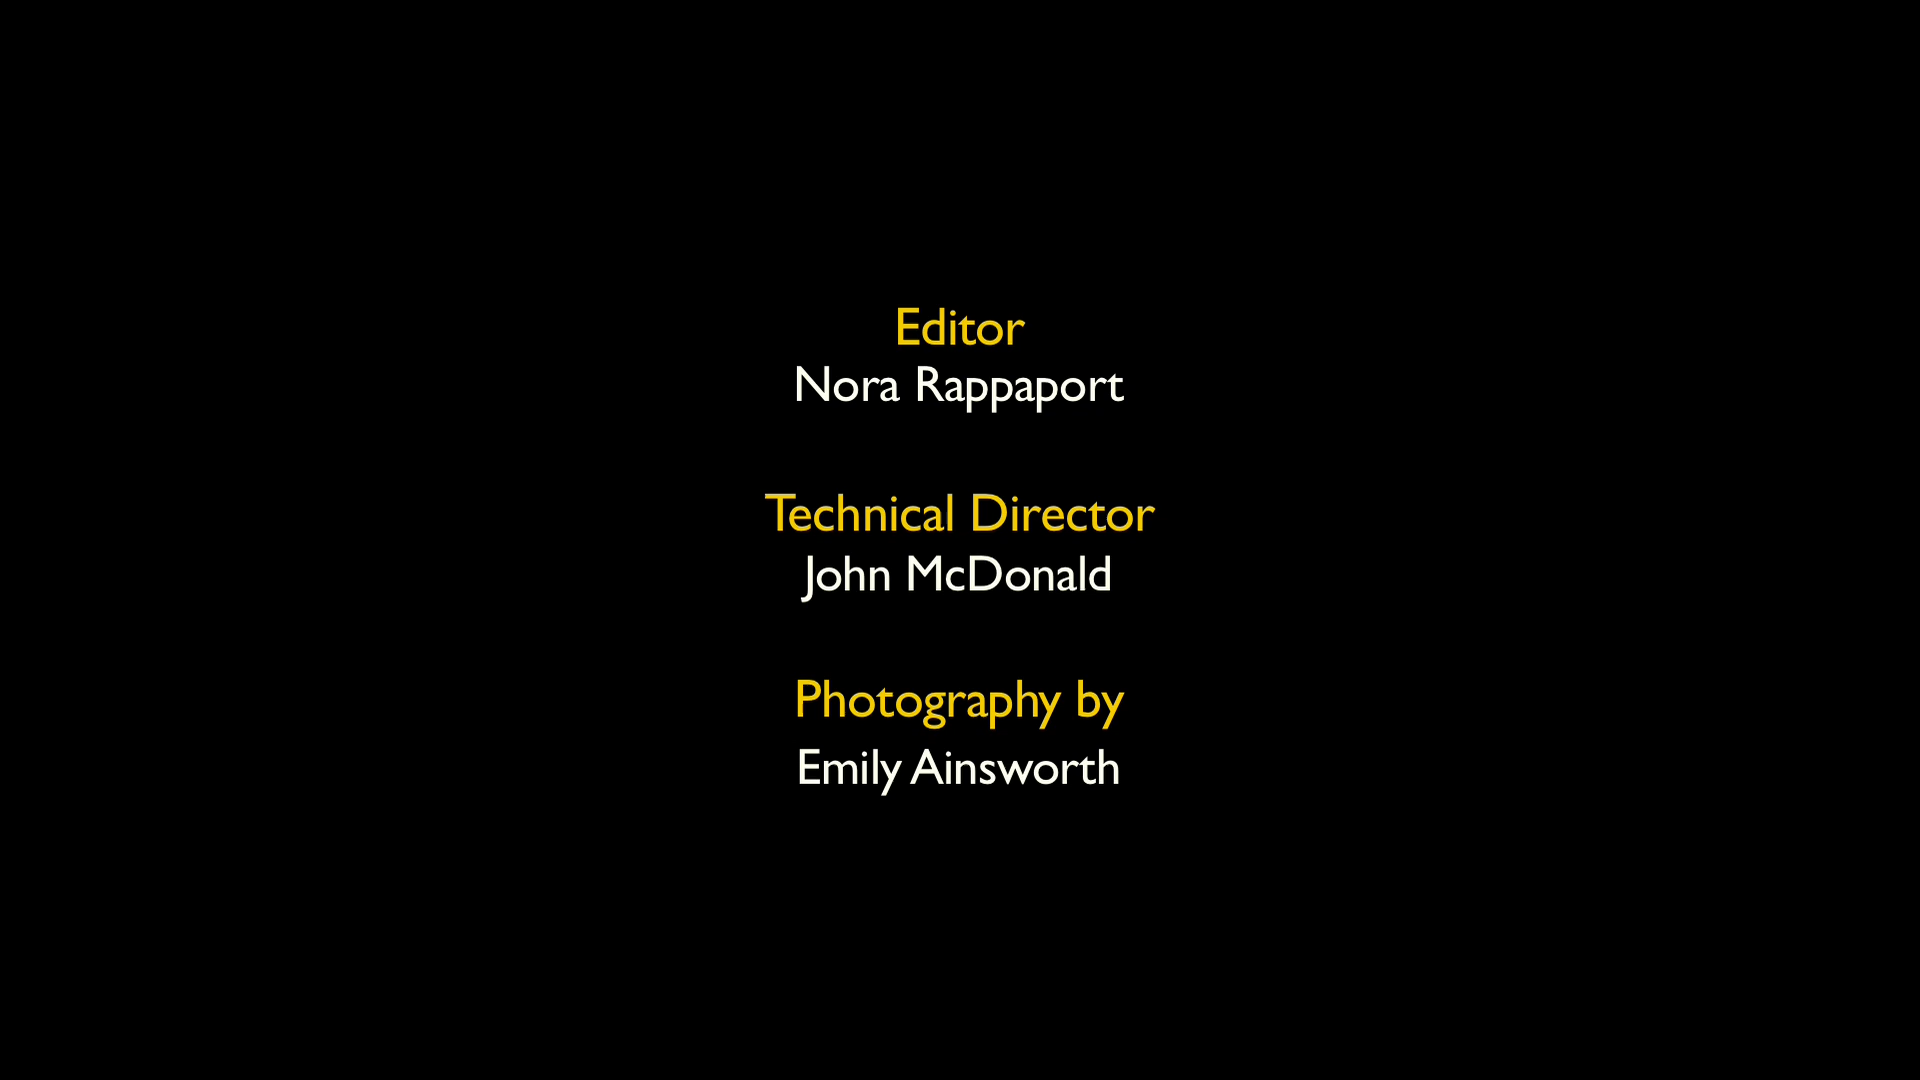 Editor
Nora Rappaport
Technical Director
John McDonald
Photography by
Emily Ainsworth